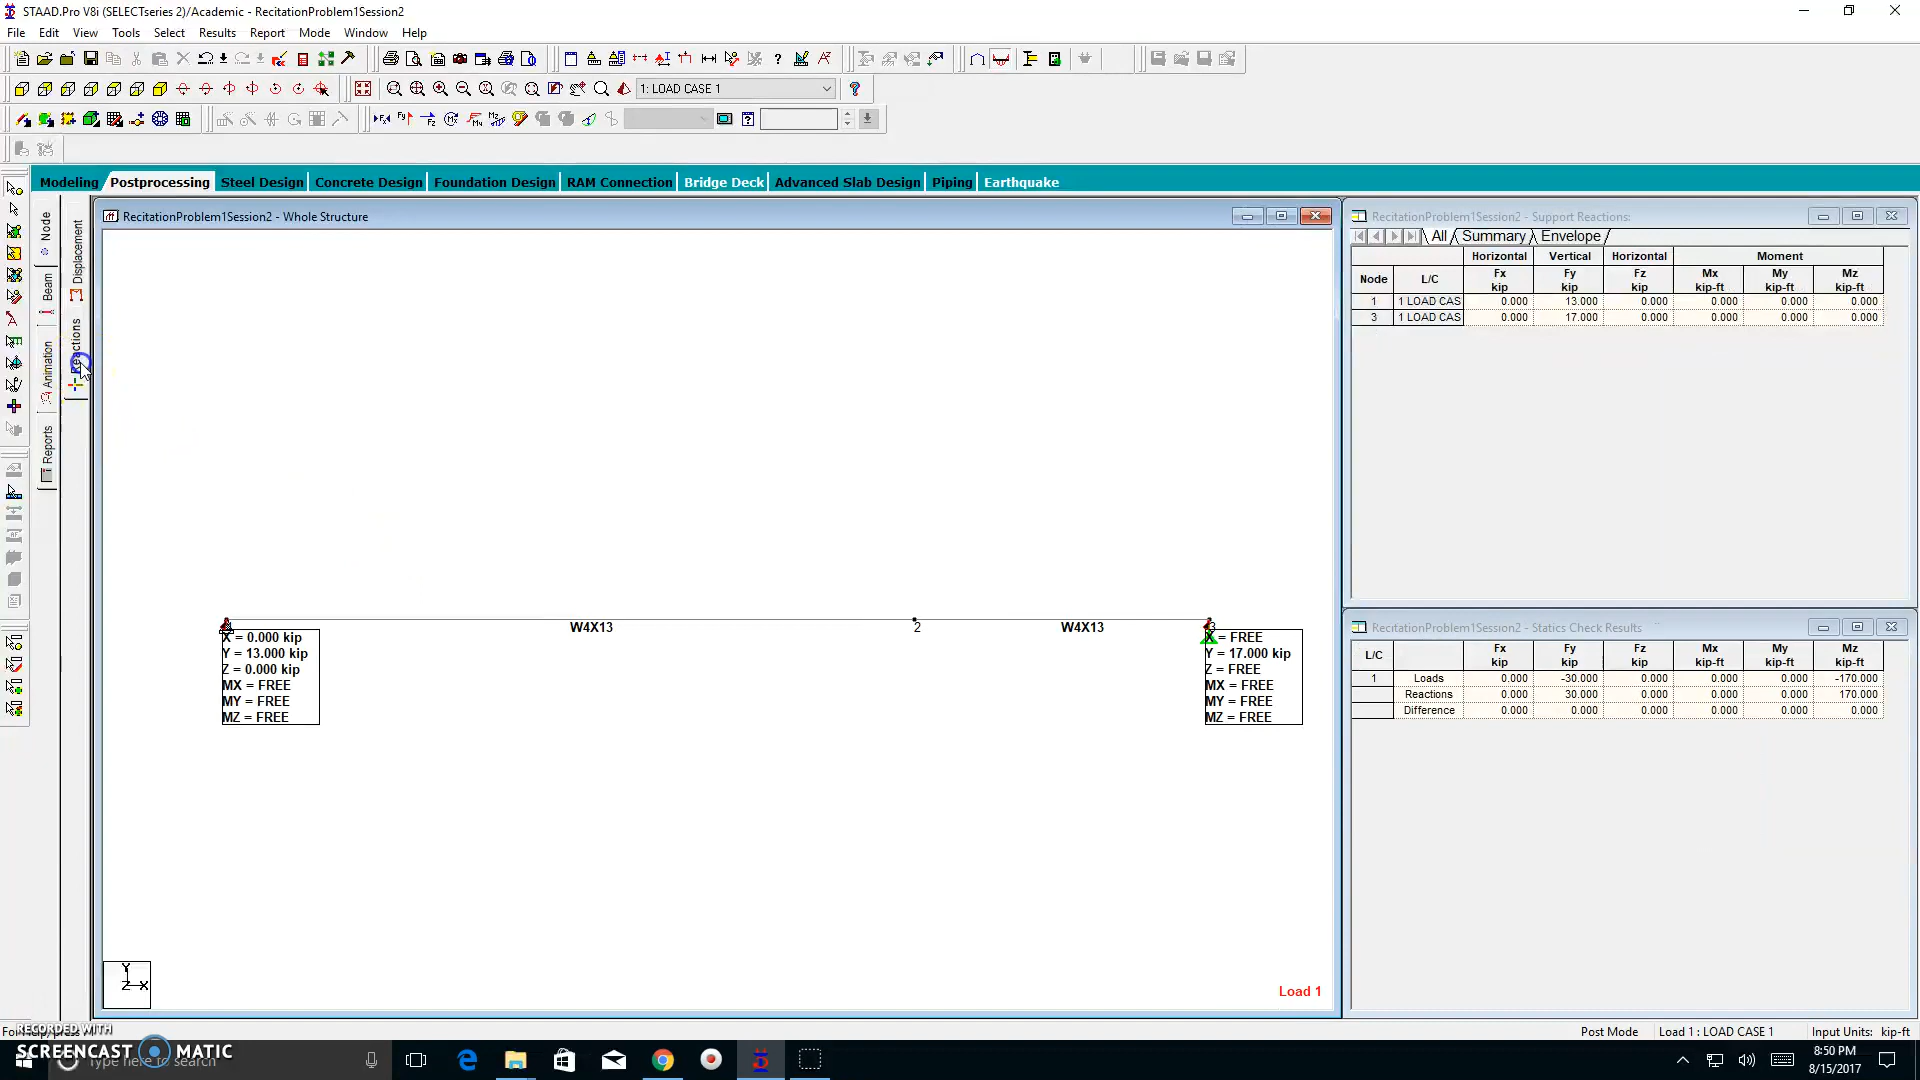 STAAD.Pro V8i (SELECTseries 2)/Academic - RecitationProblem1Session2
File Edit View Tools Select Results Report Mode Window Help
1: LOAD CASE 1
Modeling Postprocessing Steel Design Concrete Design Foundation Design RAM Connection Bridge Deck Advanced Slab Design Piping Earthquake
Node
Beam
Animation
Reports
Displacement
Reactions
RecitationProblem1Session2 - Whole Structure
W4X13
2
W4X13
3
X = 0.000 kip
Y = 13.000 kip
Z = 0.000 kip
MX = FREE
MY = FREE
MZ = FREE
X = FREE
Y = 17.000 kip
Z = FREE
MX = FREE
MY = FREE
MZ = FREE
Y
Z X
Load 1
RecitationProblem1Session2 - Support Reactions:
All Summary Envelope
Horizontal Vertical Horizontal Moment
Node L/C Fx kip Fy kip Fz kip Mx kip-ft My kip-ft Mz kip-ft
1 1 LOAD CAS 0.000 13.000 0.000 0.000 0.000 0.000
3 1 LOAD CAS 0.000 17.000 0.000 0.000 0.000 0.000
RecitationProblem1Session2 - Statics Check Results
L/C Fx kip Fy kip Fz kip Mx kip-ft My kip-ft Mz kip-ft
1 Loads 0.000 -30.000 0.000 0.000 0.000 -170.000
Reactions 0.000 30.000 0.000 0.000 0.000 170.000
Difference 0.000 0.000 0.000 0.000 0.000 0.000
Post Mode Load 1 : LOAD CASE 1 Input Units: kip-ft
RECORDED WITH
SCREENCAST MATIC
Type here to search
8:50 PM
8/15/2017